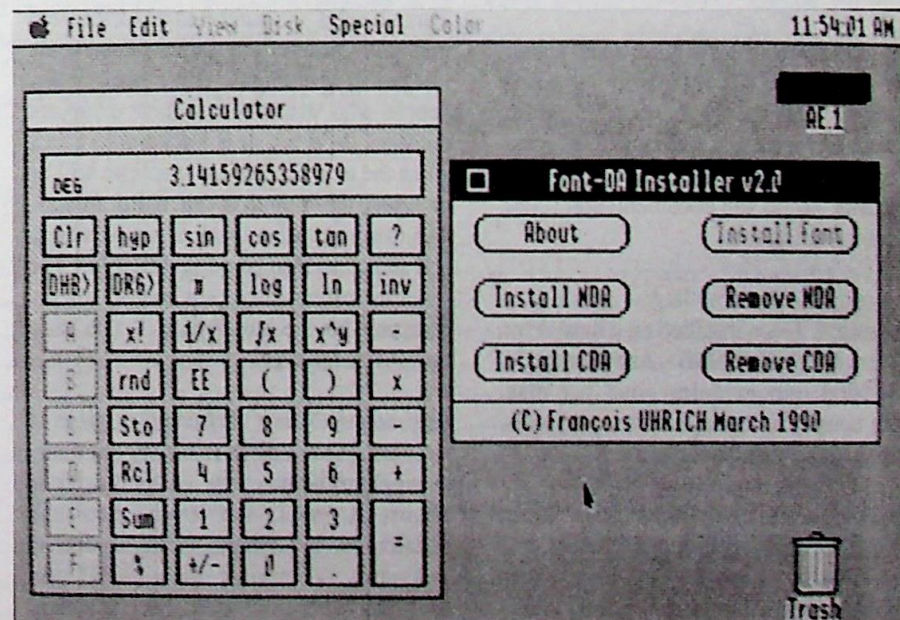 File Edit View Disk Special Color 11:54:01 AM
AE.1
Calculator
DEG 3.14159265358979
Clr hyp sin cos tan ?
DHB> DRG> π log ln inv
A x! 1/x √x x^y ÷
B rnd EE ( ) x
C Sto 7 8 9 -
D Rcl 4 5 6 +
E Sum 1 2 3 =
F % +/- 0 .
Font-DA Installer v2.0
About Install Font
Install NDA Remove NDA
Install CDA Remove CDA
(C) Francois UHRICH March 1990
Trash